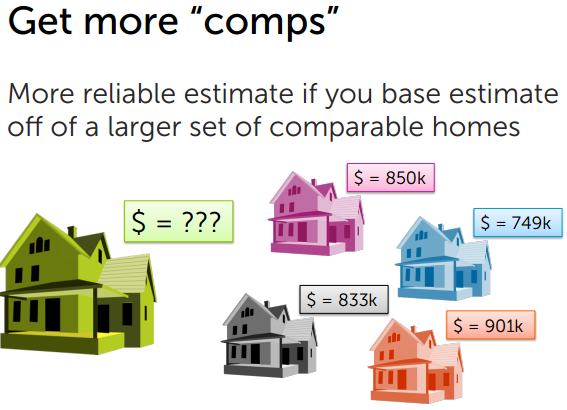 Get more “comps”
More reliable estimate if you base estimate
off of a larger set of comparable homes
$ = 850k
$ = ???
$ = 749k
$ = 833k
$ = 901k